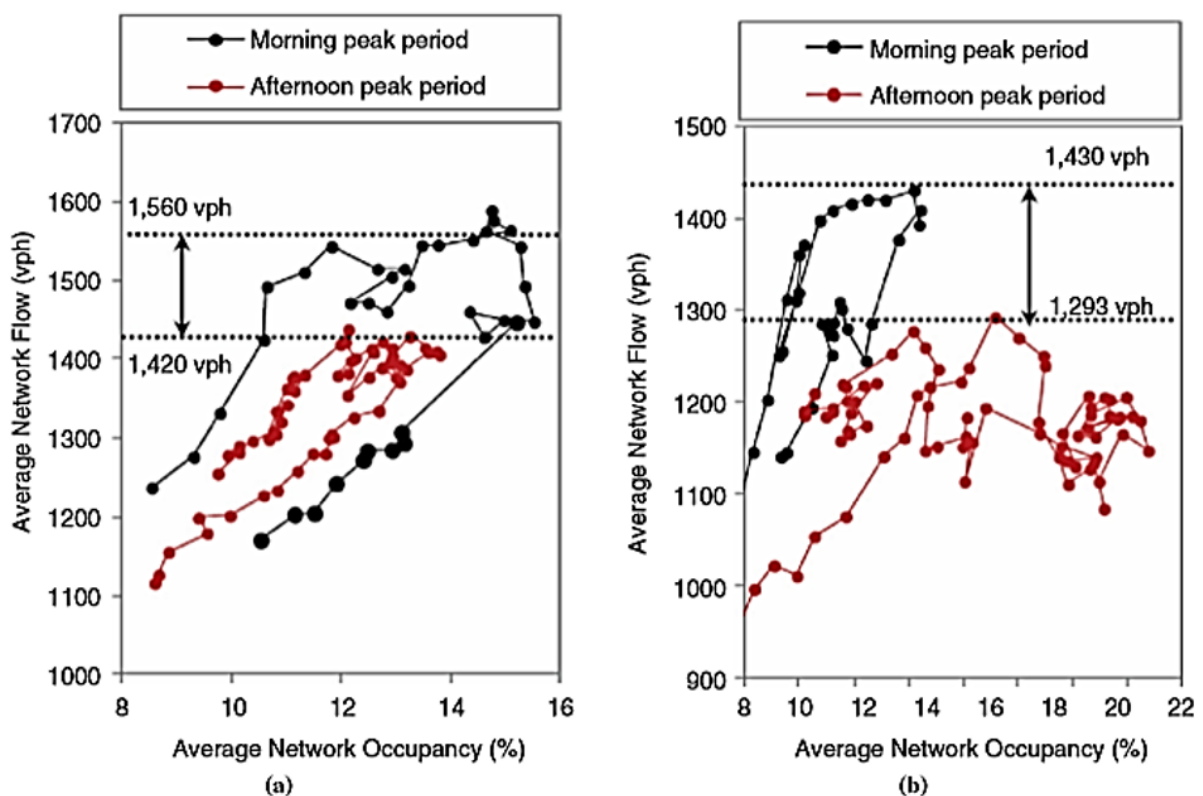 Morning peak period
Afternoon peak period
1700
1600
1500
1400
1300
1200
1100
1000
1,560 vph
1,420 vph
Average Network Flow (vph)
8 10 12 14 16
Average Network Occupancy (%)
(a)
Morning peak period
Afternoon peak period
1500
1400
1300
1200
1100
1000
900
1,430 vph
1,293 vph
Average Network Flow (vph)
8 10 12 14 16 18 20 22
Average Network Occupancy (%)
(b)